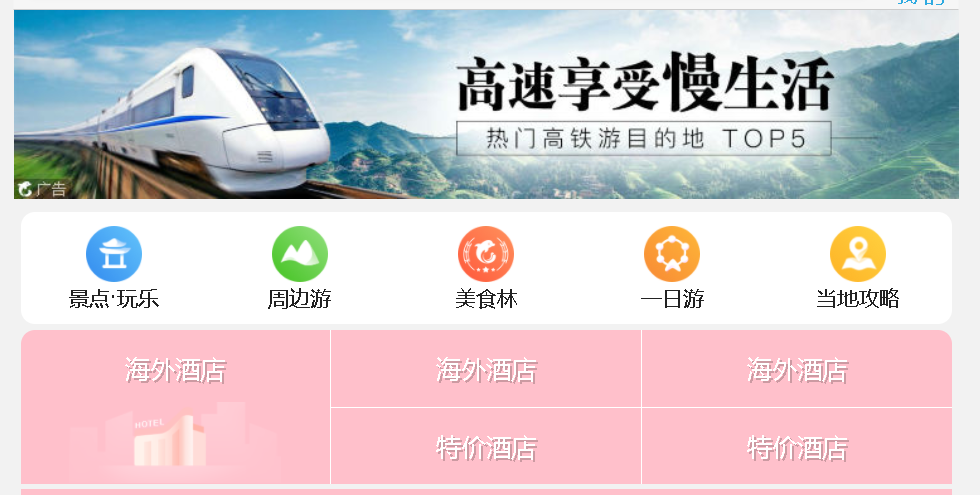 我的
高速享受慢生活
热门高铁游目的地 TOP5
广告
景点·玩乐
周边游
美食林
一日游
当地攻略
海外酒店
海外酒店
海外酒店
HOTEL
特价酒店
特价酒店